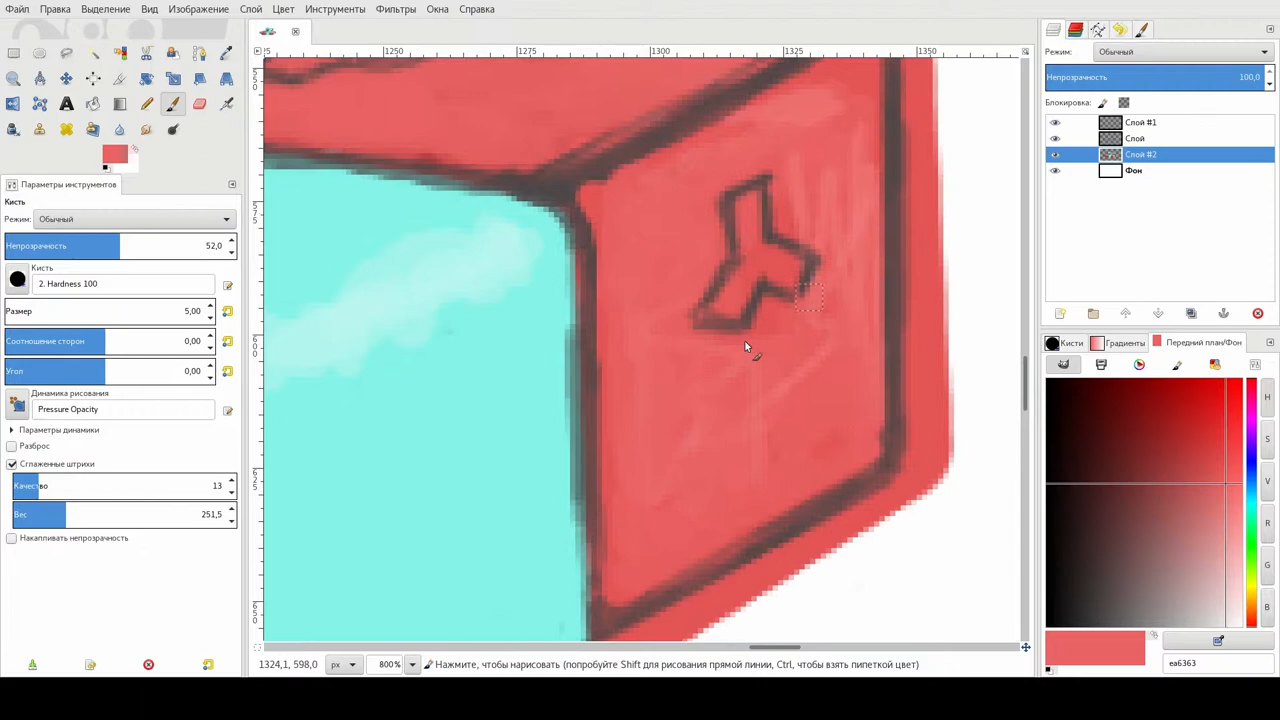 Файл Правка Выделение Вид Изображение Слой Цвет Инструменты Фильтры Окна Справка
1250 1275 1300 1325 1350
Режим: Обычный
Непрозрачность 100,0
Блокировка:
Слой #1
Слой
Слой #2
Фон
Параметры инструментов
Кисть
Режим: Обычный
Непрозрачность 52,0
Кисть
2. Hardness 100
Размер 5,00
Соотношение сторон 0,00
Угол 0,00
Динамика рисования
Pressure Opacity
Параметры динамики
Разброс
Сглаженные штрихи
Качество 13
Вес 251,5
Накапливать непрозрачность
Кисти Градиенты Передний план/Фон
H
S
V
R
G
B
ea6363
1324,1, 598,0 px 800% Нажмите, чтобы нарисовать (попробуйте Shift для рисования прямой линии, Ctrl, чтобы взять пипеткой цвет)